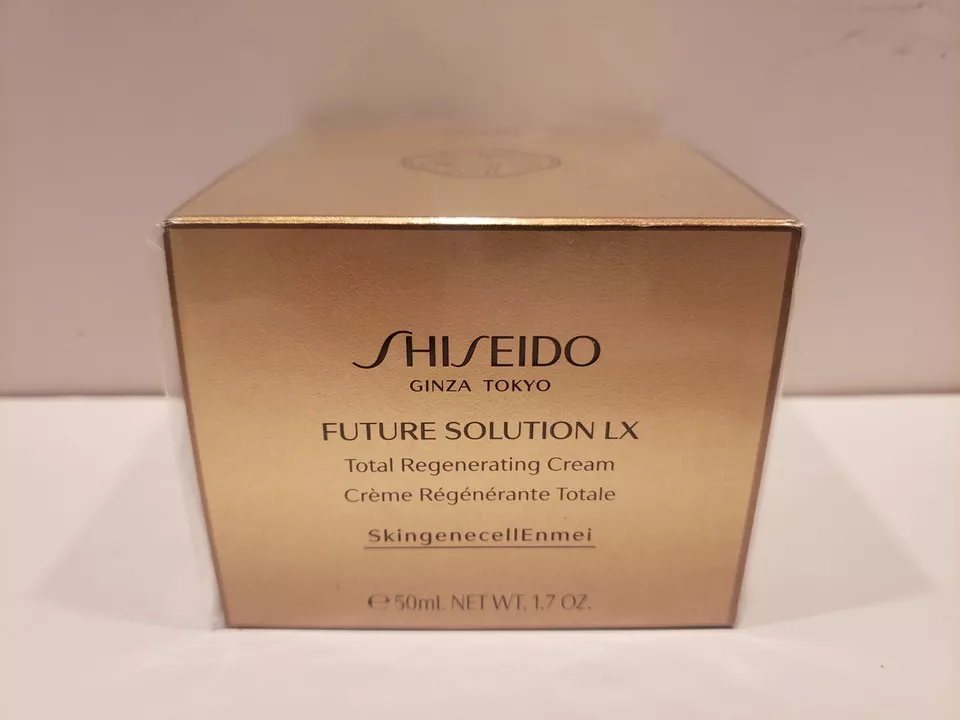 SHISEIDO
GINZA TOKYO
FUTURE SOLUTION LX
Total Regenerating Cream
Crème Régénérante Totale
SkingenecellEnmei
℮50mL NET WT. 1.7 OZ.